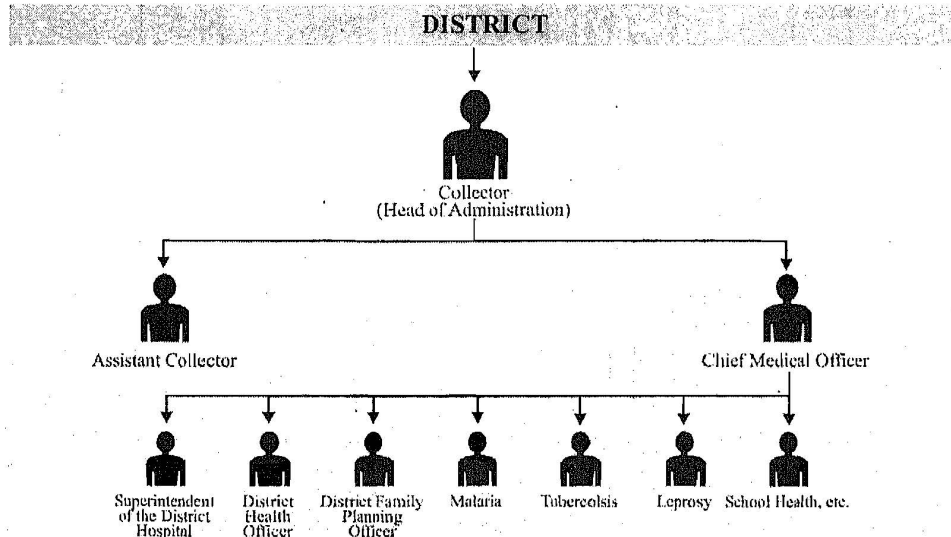 DISTRICT
Collector
(Head of Administration)
Assistant Collector
Chief Medical Officer
Superintendent
of the District
Hospital
District
Health
Officer
District Family
Planning
Officer
Malaria
Tubercolsis
Leprosy
School Health, etc.